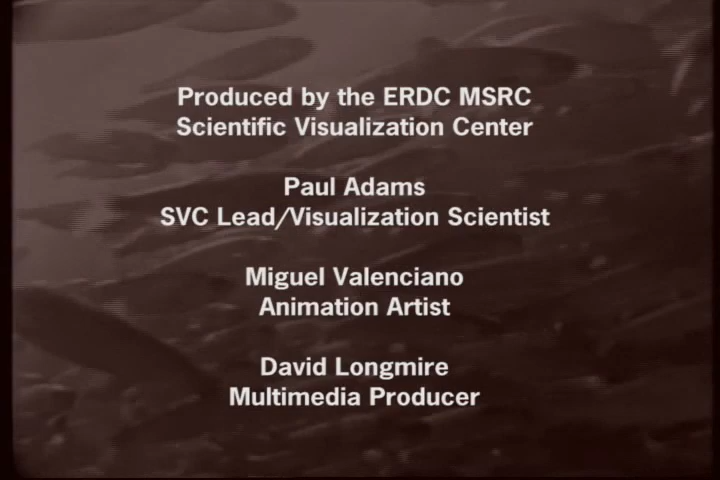 Produced by the ERDC MSRC
Scientific Visualization Center
Paul Adams
SVC Lead/Visualization Scientist
Miguel Valenciano
Animation Artist
David Longmire
Multimedia Producer